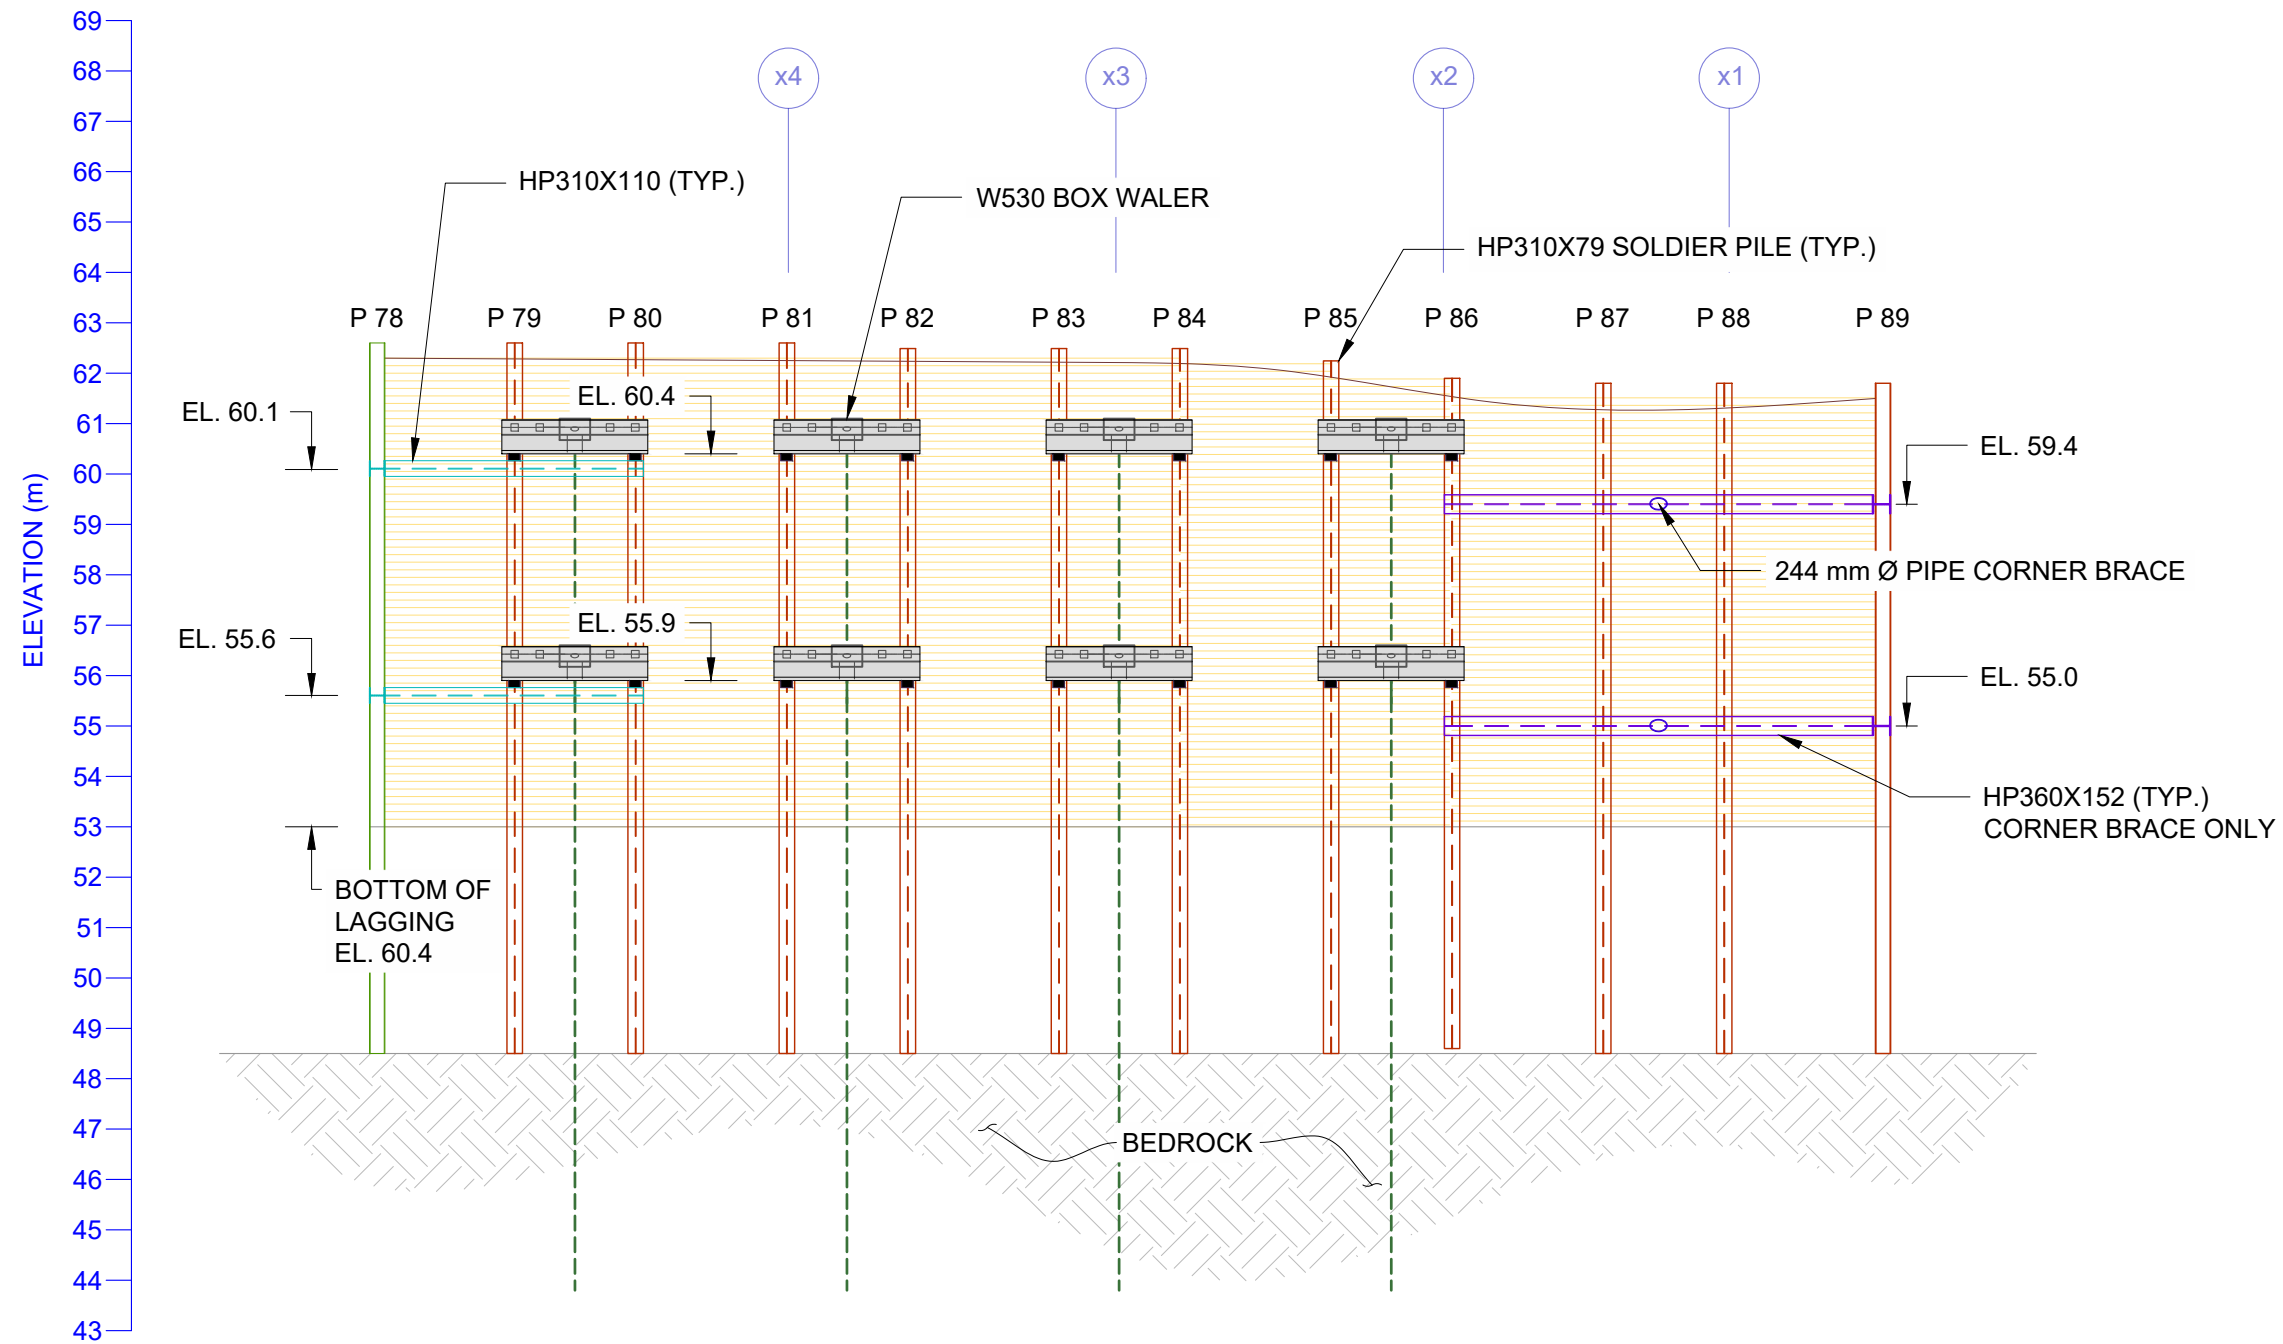 69
68
67
66
65
64
63
62
61
60
59
58
57
56
55
54
53
52
51
50
49
48
47
46
45
44
43
ELEVATION (m)
x4
x3
x2
x1
HP310X110 (TYP.)
W530 BOX WALER
HP310X79 SOLDIER PILE (TYP.)
P 78
P 79
P 80
P 81
P 82
P 83
P 84
P 85
P 86
P 87
P 88
P 89
EL. 60.1
EL. 60.4
EL. 59.4
244 mm Ø PIPE CORNER BRACE
EL. 55.6
EL. 55.9
EL. 55.0
HP360X152 (TYP.)
CORNER BRACE ONLY
BOTTOM OF
LAGGING
EL. 60.4
BEDROCK